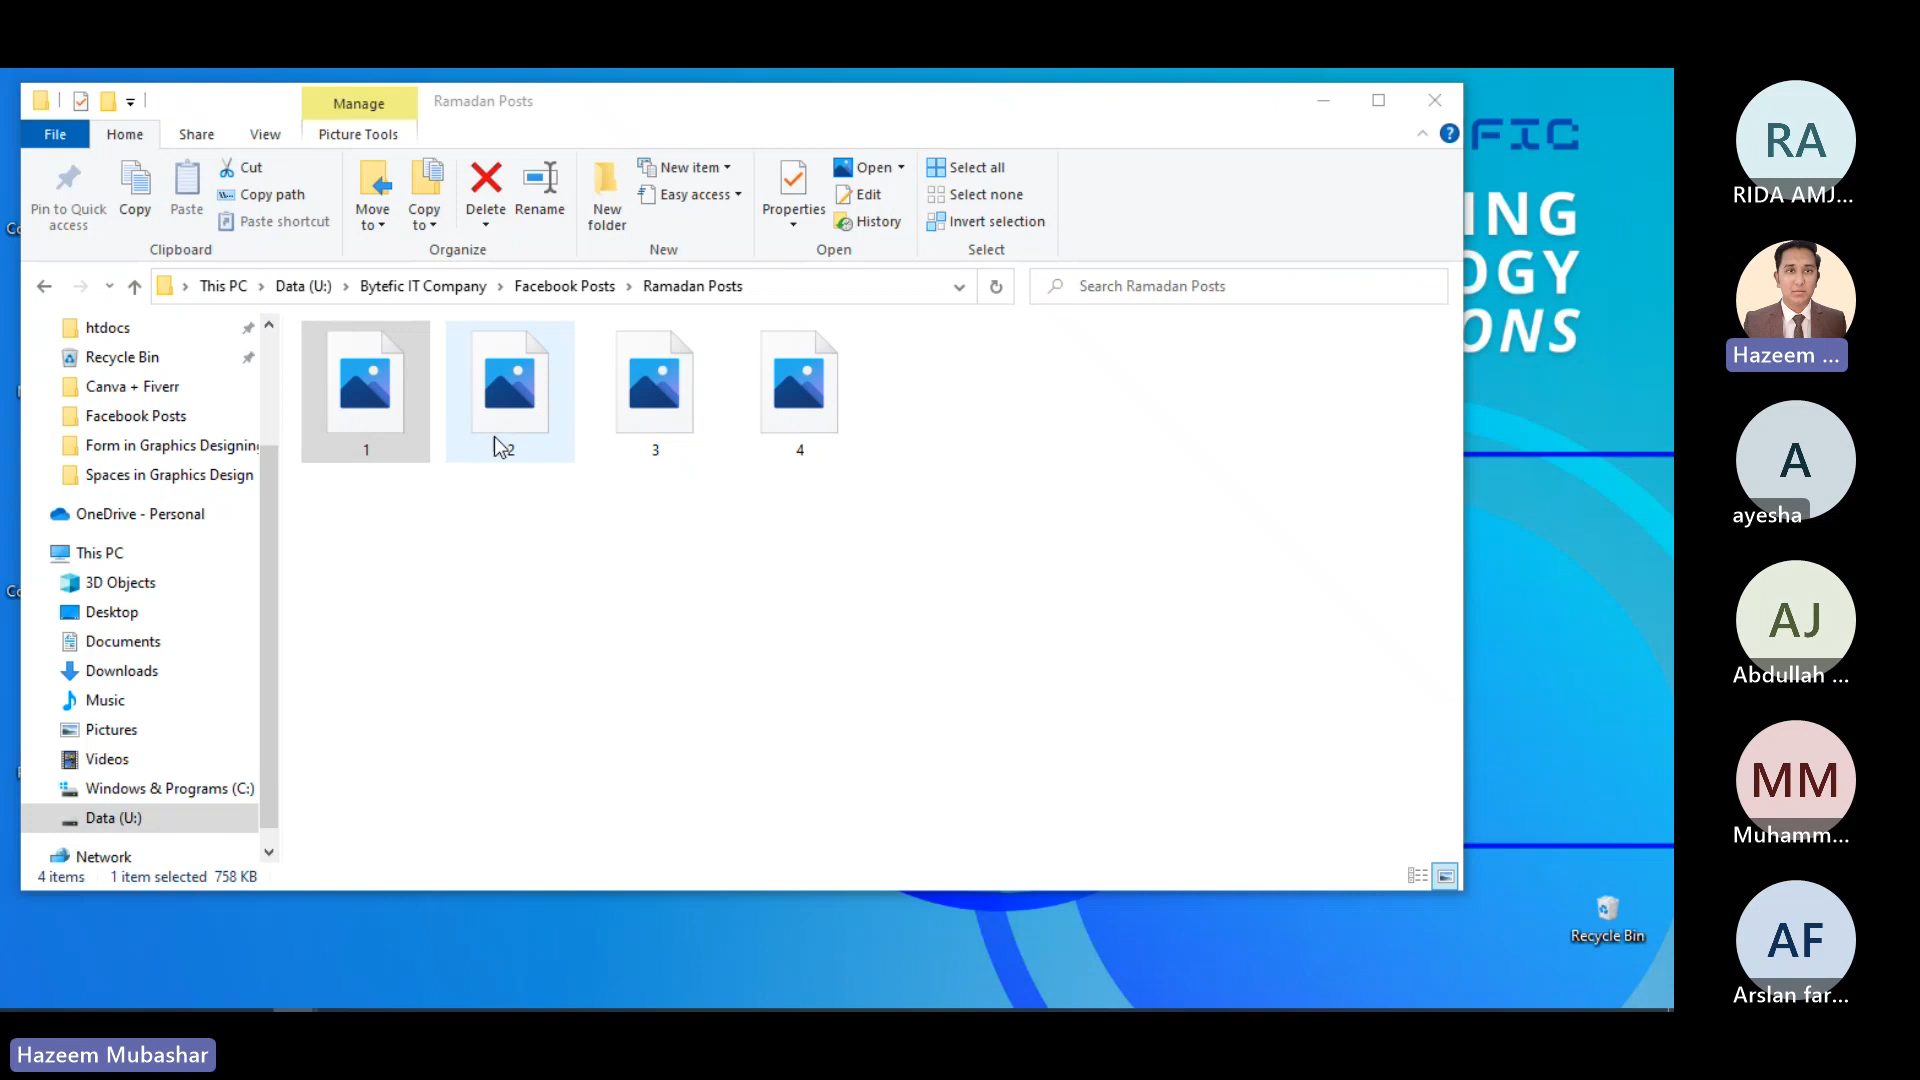 Manage
Ramadan Posts
File
Home
Share
View
Picture Tools
?
FIC
Pin to Quick access
Copy
Paste
Cut
Copy path
Paste shortcut
Clipboard
Move to
Copy to
Delete
Rename
Organize
New folder
New item
Easy access
New
Properties
Open
Edit
History
Open
Select all
Select none
Invert selection
Select
ING
OGY
ONS
This PC
Data (U:)
Bytefic IT Company
Facebook Posts
Ramadan Posts
Search Ramadan Posts
htdocs
Recycle Bin
Canva + Fiverr
Facebook Posts
Form in Graphics Designing
Spaces in Graphics Design
OneDrive - Personal
This PC
3D Objects
Desktop
Documents
Downloads
Music
Pictures
Videos
Windows & Programs (C:)
Data (U:)
Network
1
2
3
4
4 items
1 item selected 758 KB
Recycle Bin
RA
RIDA AMJ...
Hazeem ...
A
ayesha
AJ
Abdullah ...
MM
Muhamm...
AF
Arslan far...
Hazeem Mubashar